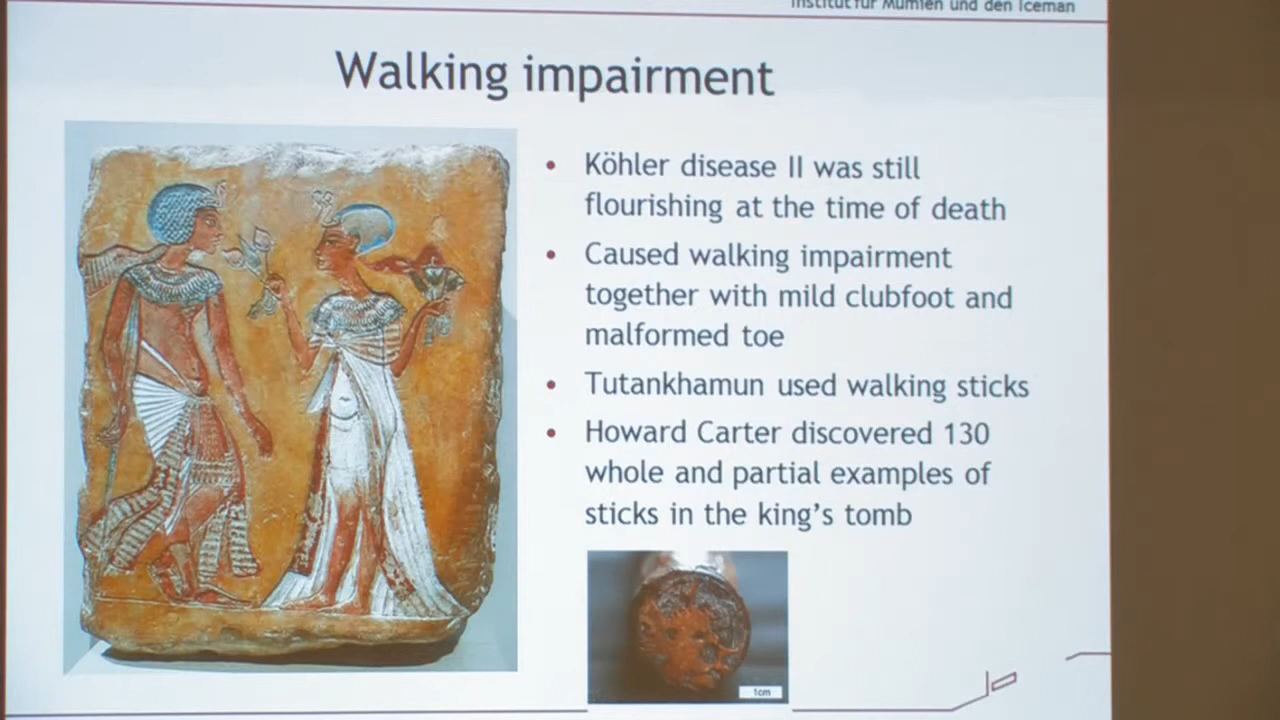 Institut für Mumien und den Iceman
Walking impairment
• Köhler disease II was still
flourishing at the time of death
• Caused walking impairment
together with mild clubfoot and
malformed toe
• Tutankhamun used walking sticks
• Howard Carter discovered 130
whole and partial examples of
sticks in the king's tomb
1cm